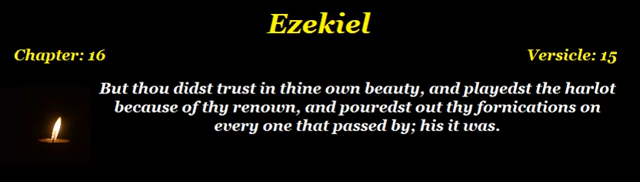 Ezekiel
Chapter: 16
Versicle: 15
But thou didst trust in thine own beauty, and playedst the harlot
because of thy renown, and pouredst out thy fornications on
every one that passed by; his it was.